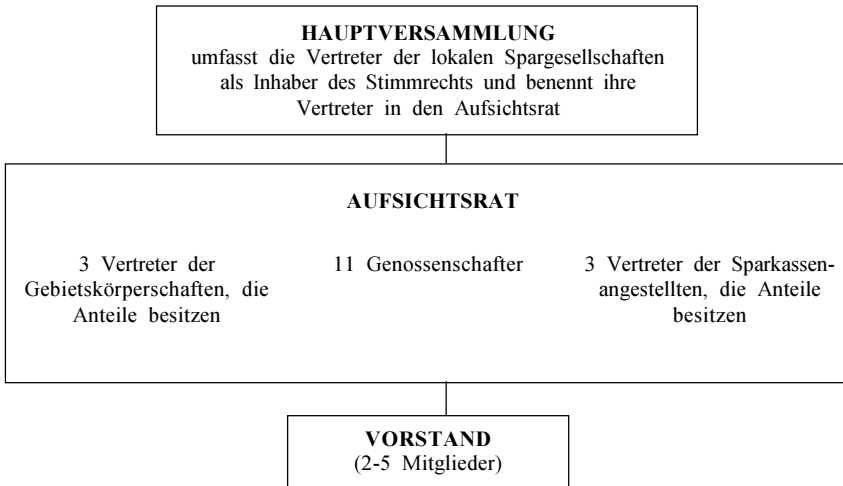 HAUPTVERSAMMLUNG
umfasst die Vertreter der lokalen Spargesellschaften
als Inhaber des Stimmrechts und benennt ihre
Vertreter in den Aufsichtsrat
AUFSICHTSRAT
3 Vertreter der
Gebietskörperschaften, die
Anteile besitzen
11 Genossenschafter
3 Vertreter der Sparkassen-
angestellten, die Anteile
besitzen
VORSTAND
(2-5 Mitglieder)